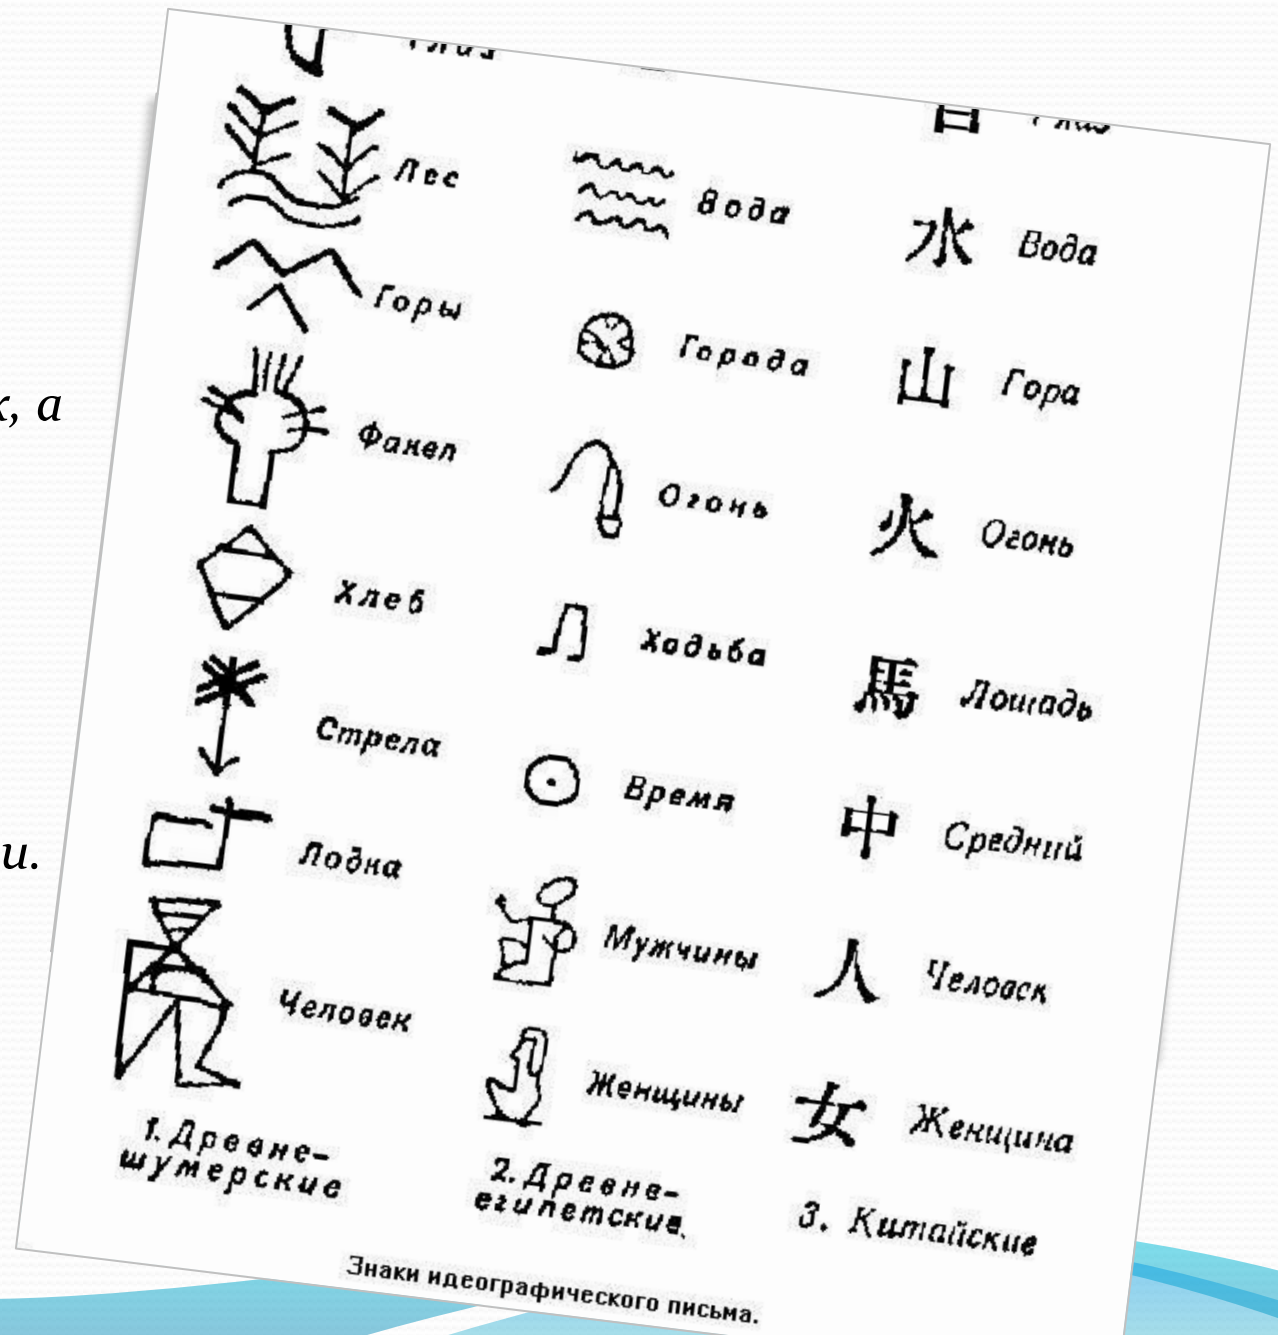 к, а
и.
Лес
Горы
Факел
Хлеб
Стрела
Лодка
Человек
1. Древне-
шумерские
Вода
Города
Огонь
Ходьба
Время
Мужчины
Женщины
2. Древне-
египетские.
水 Вода
山 Гора
火 Огонь
馬 Лошадь
中 Средний
人 Человек
女 Женщина
3. Китайские
Знаки идеографического письма.